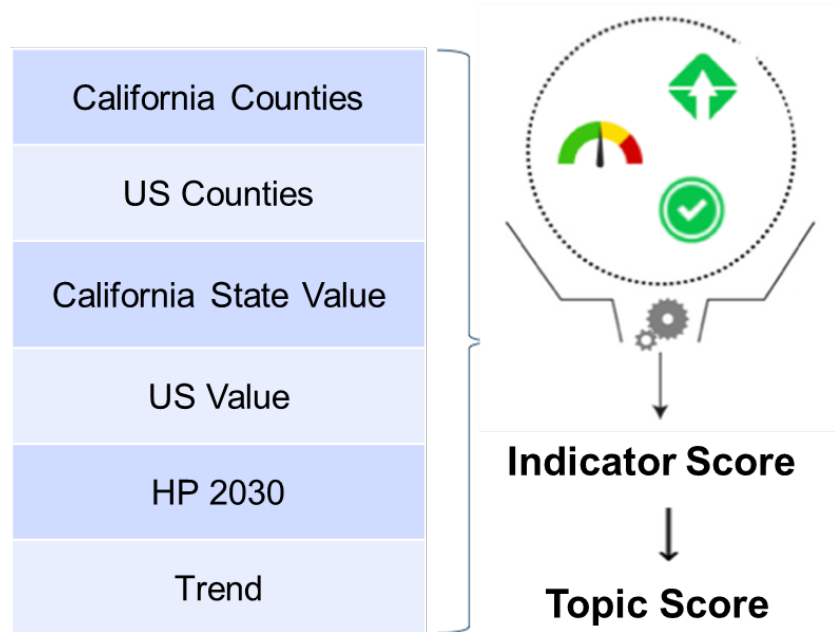 California Counties
US Counties
California State Value
US Value
HP 2030
Trend
Indicator Score
Topic Score